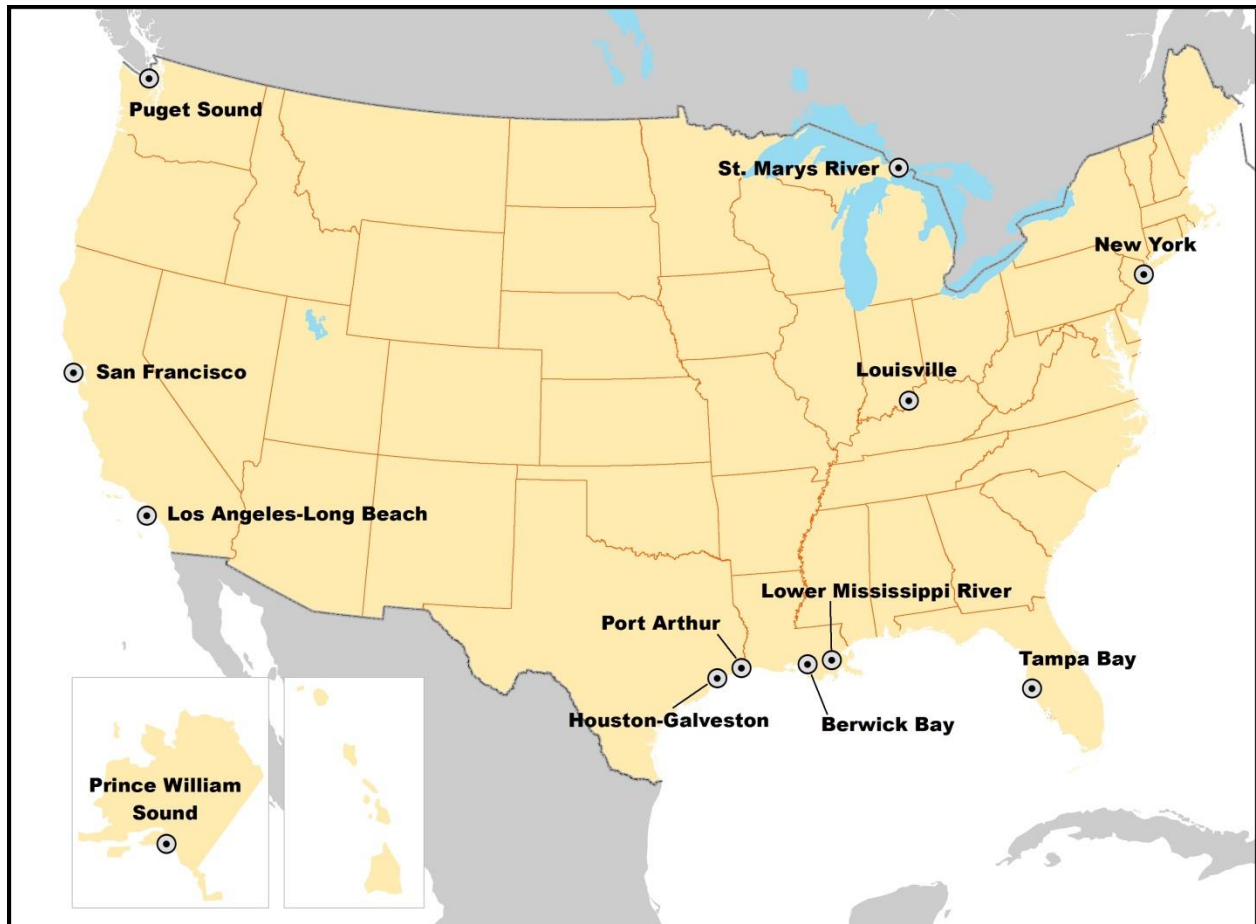 Puget Sound
St. Marys River
New York
San Francisco
Louisville
Los Angeles-Long Beach
Lower Mississippi River
Port Arthur
Tampa Bay
Houston-Galveston
Berwick Bay
Prince William
Sound